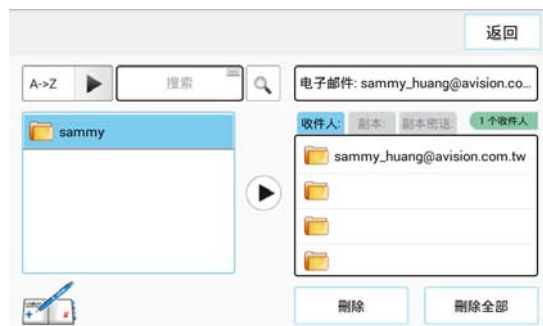 返回
A->Z
搜索
电子邮件: sammy_huang@avision.co...
sammy
收件人: 副本: 副本密送: 1个收件人
sammy_huang@avision.com.tw
删除
删除全部